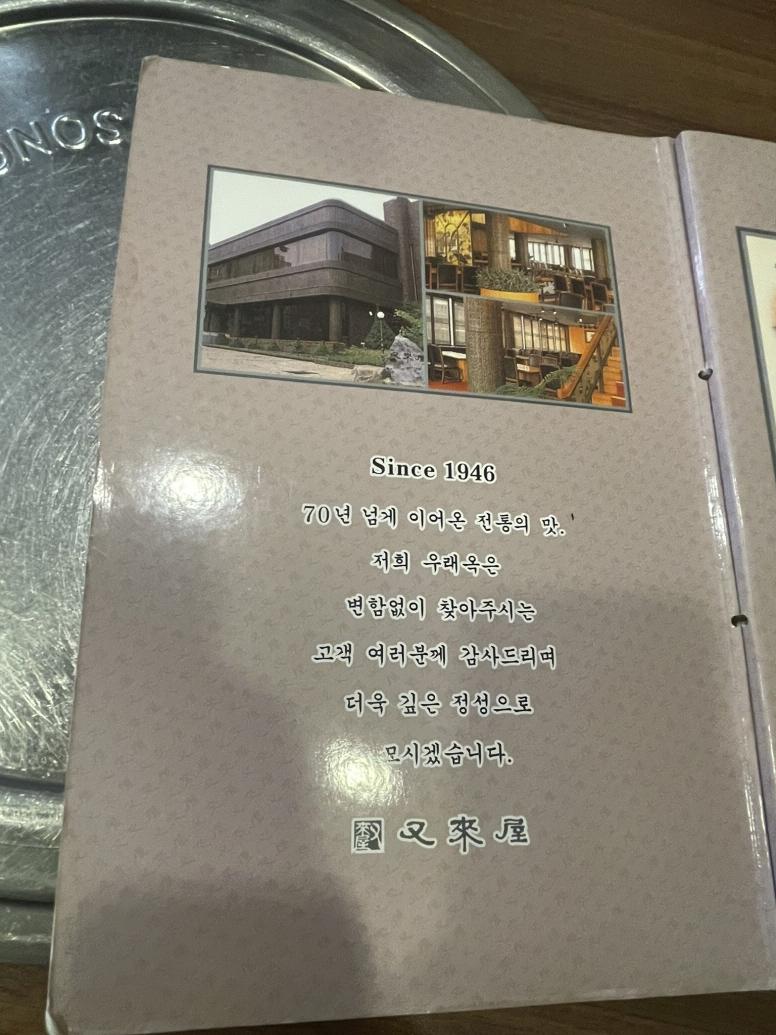 Since 1946
70년 넘게 이어온 전통의 맛.
저희 우래옥은
변함없이 찾아주시는
고객 여러분께 감사드리며
더욱 깊은 정성으로
모시겠습니다.
又來屋